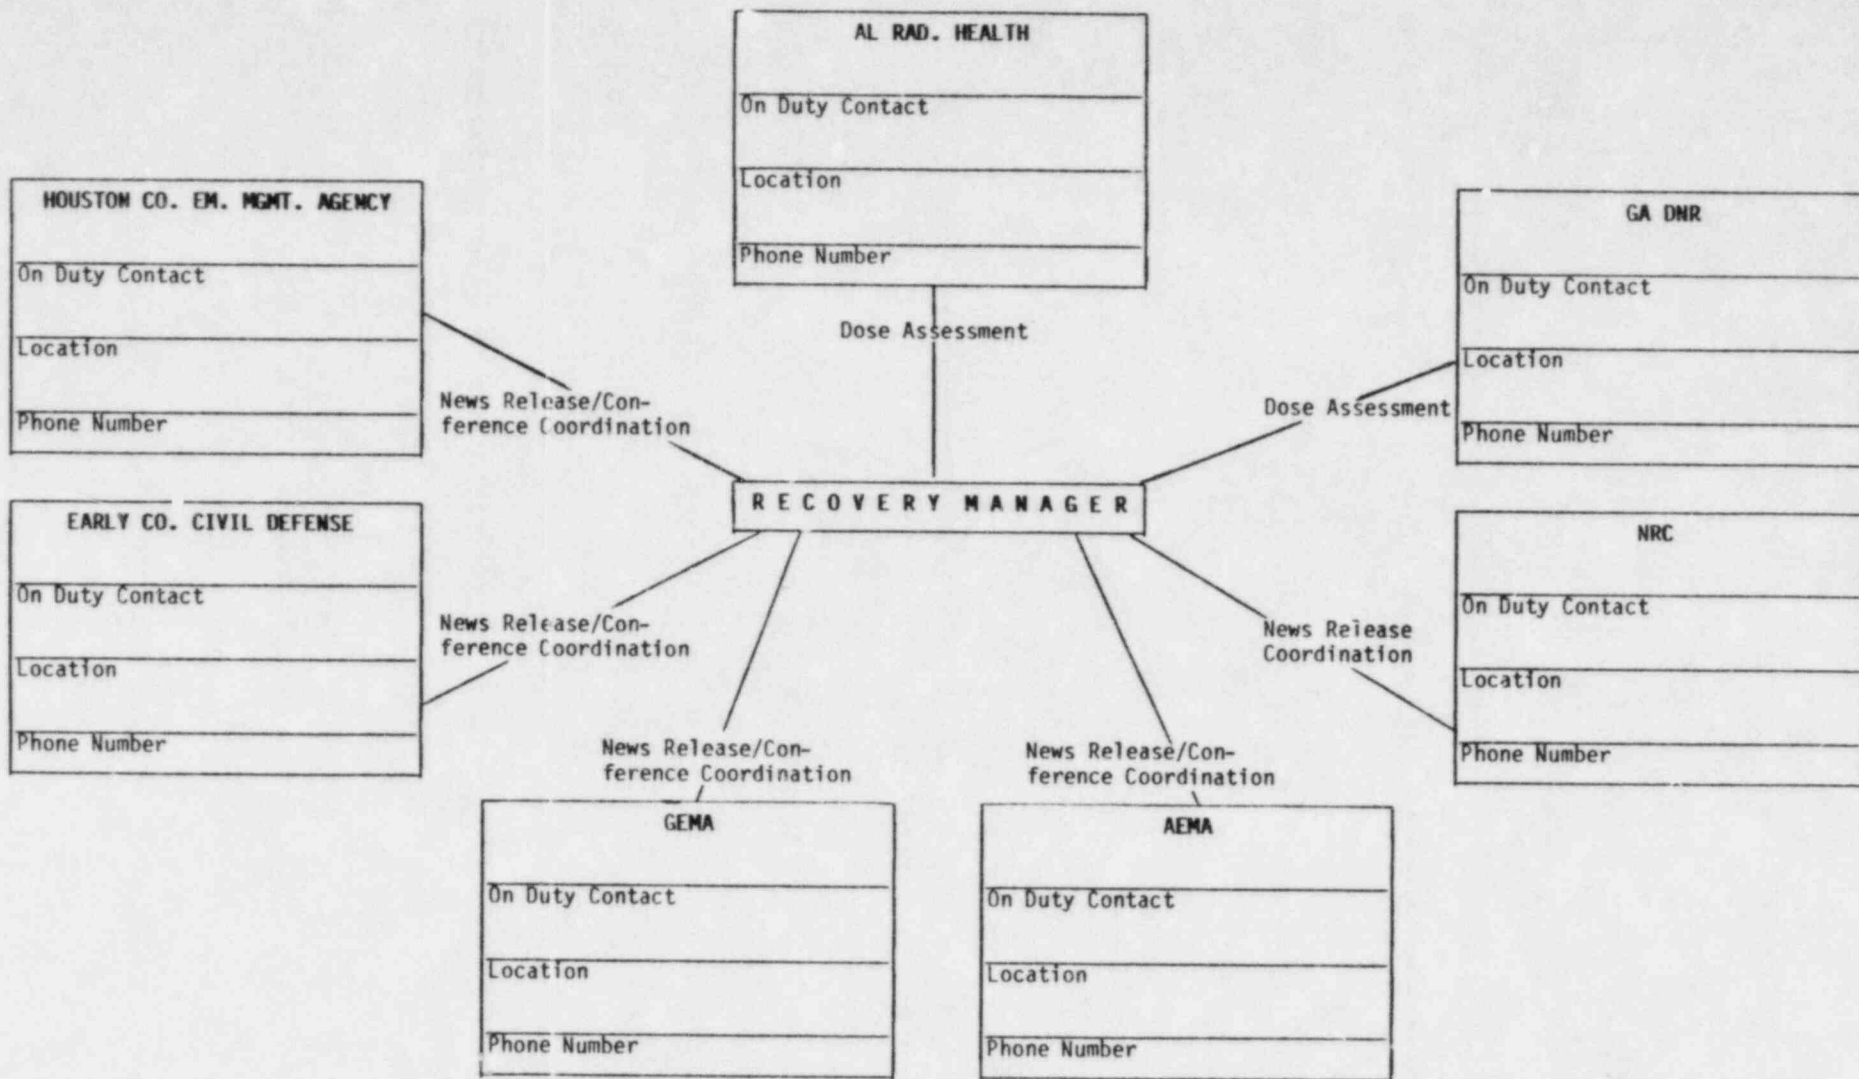 AL RAD. HEALTH
On Duty Contact
Location
Phone Number
HOUSTON CO. EM. MGMT. AGENCY
On Duty Contact
Location
Phone Number
GA DNR
On Duty Contact
Location
Phone Number
Dose Assessment
News Release/Con-
ference Coordination
Dose Assessment
R E C O V E R Y M A N A G E R
EARLY CO. CIVIL DEFENSE
On Duty Contact
Location
Phone Number
NRC
On Duty Contact
Location
Phone Number
News Release/Con-
ference Coordination
News Release
Coordination
News Release/Con-
ference Coordination
News Release/Con-
ference Coordination
GEMA
On Duty Contact
Location
Phone Number
AEMA
On Duty Contact
Location
Phone Number